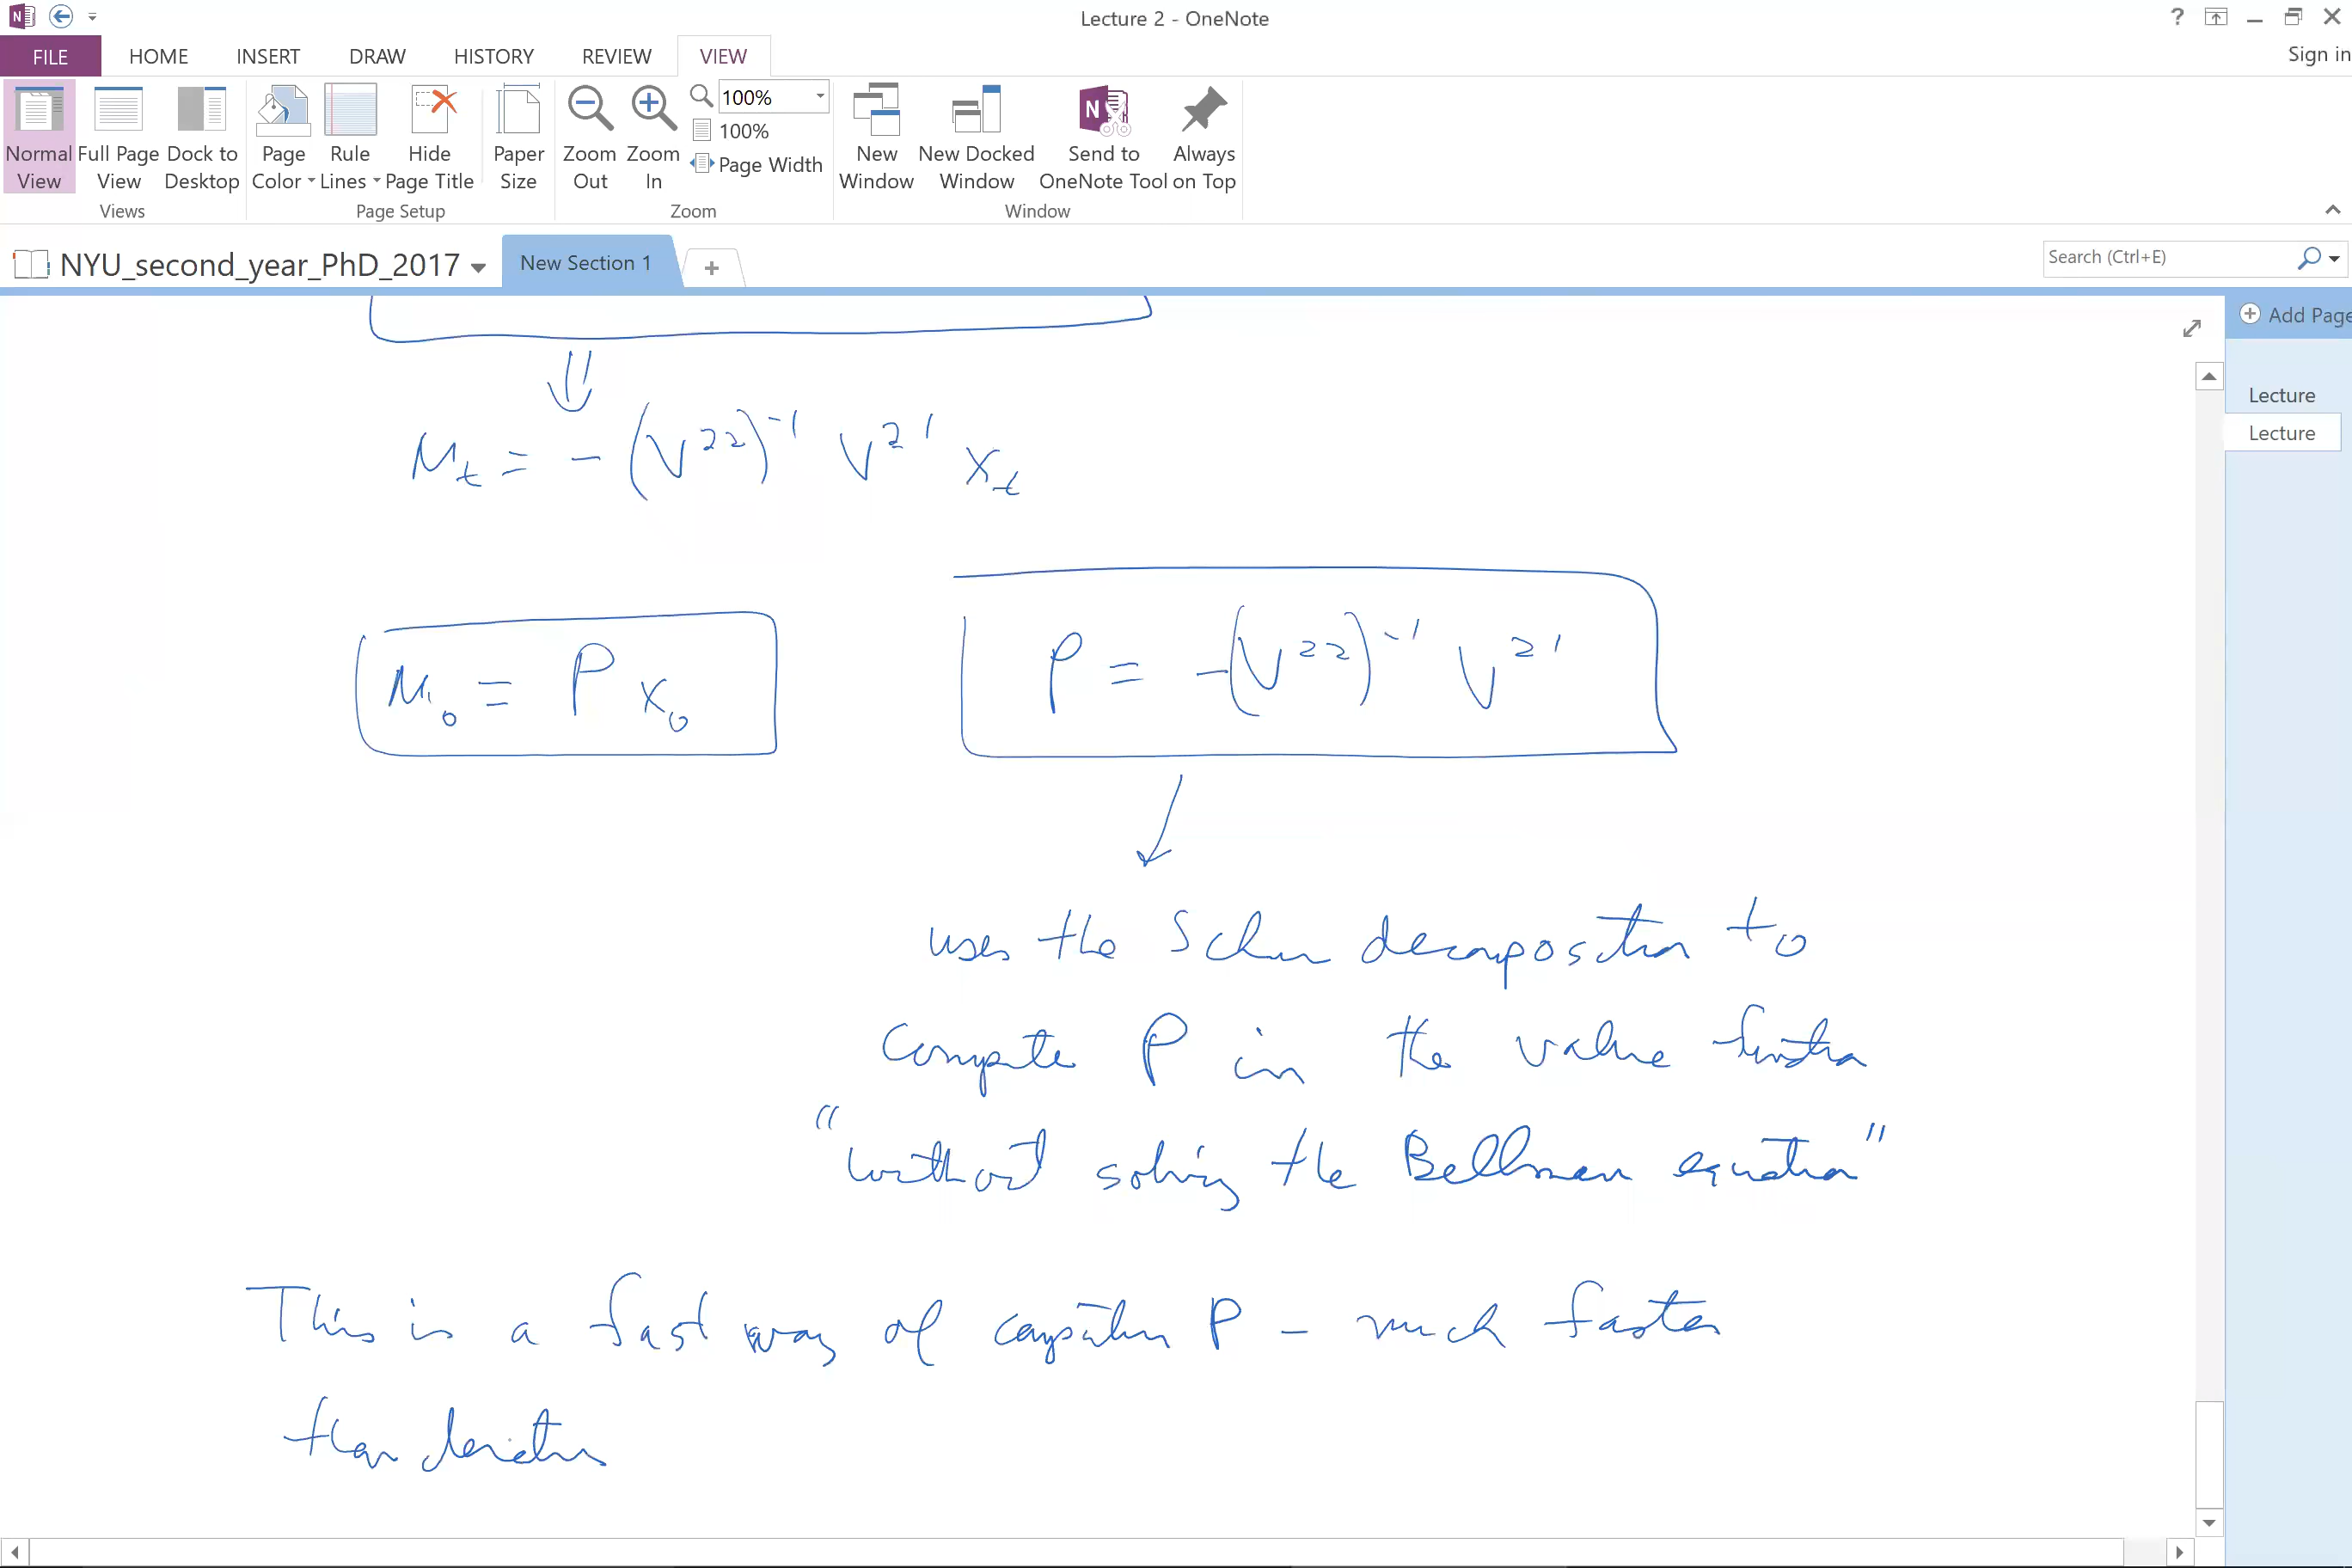 Lecture 2 - OneNote
Sign in
FILE HOME INSERT DRAW HISTORY REVIEW VIEW
100%
100%
Page Width
Normal View
Full Page View
Dock to Desktop
Page Color
Rule Lines
Hide Page Title
Paper Size
Zoom Out
Zoom In
New Window
New Docked Window
Send to OneNote Tool
Always on Top
Views
Page Setup
Zoom
Window
NYU_second_year_PhD_2017
New Section 1
Search (Ctrl+E)
Add Page
Lecture
Lecture
μ_t = - (V^22)^-1 V^21 x_t
μ_0 = P x_0
P = -(V^22)^-1 V^21
uses the Schur decomposition to
compute P in the value function
"without solving the Bellman equation"
This is a fast way of computing P - much faster
than